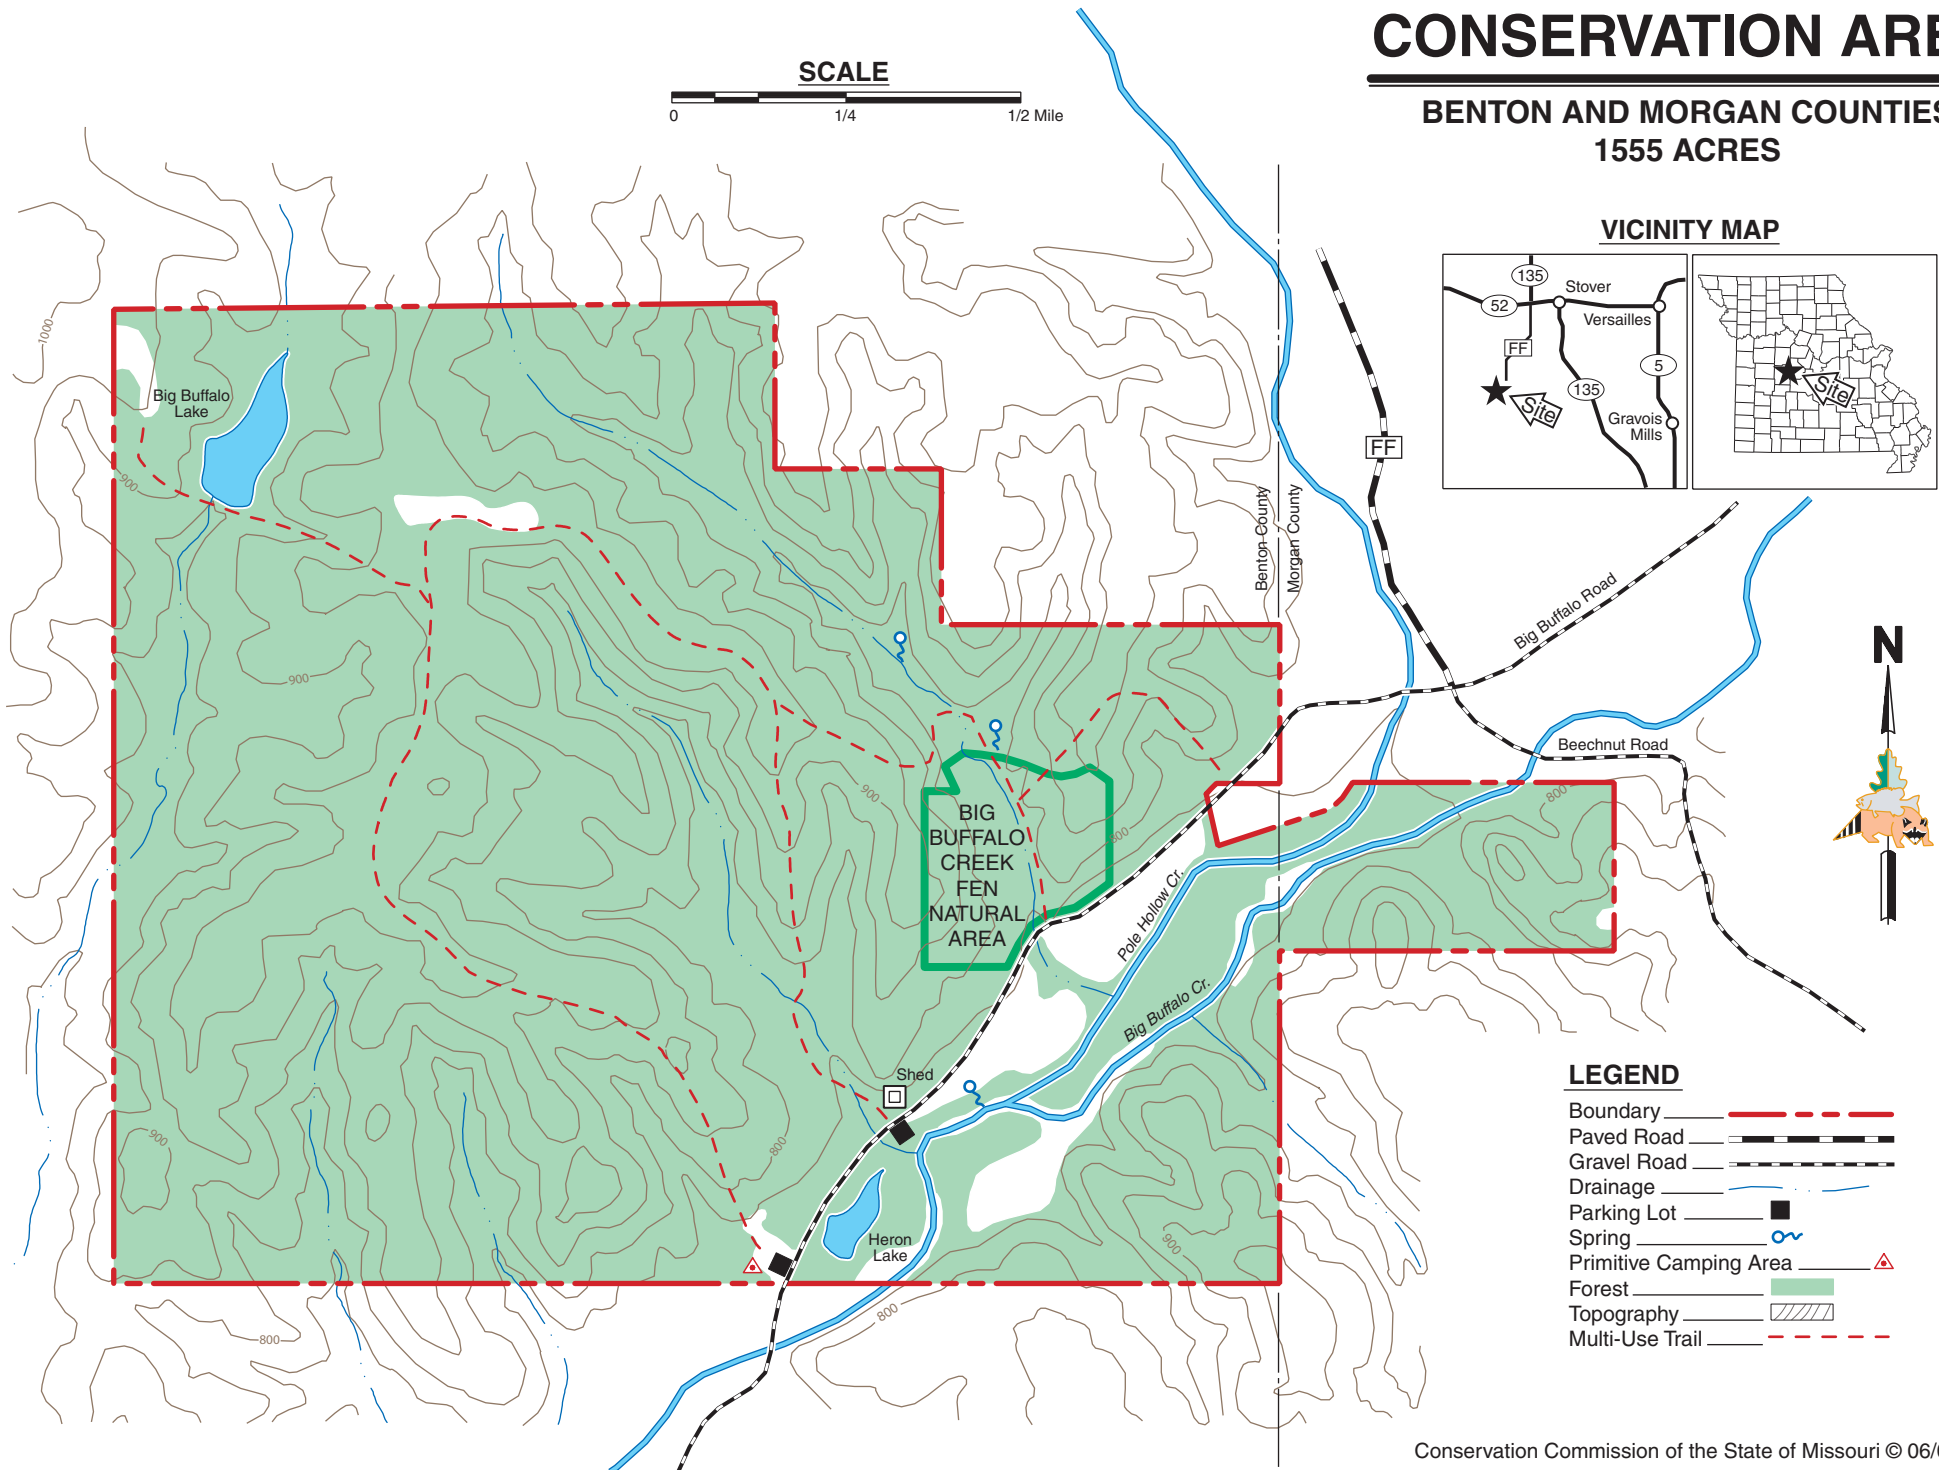 CONSERVATION ARE
BENTON AND MORGAN COUNTIES
1555 ACRES
SCALE
0 1/4 1/2 Mile
VICINITY MAP
135
52
Stover
Versailles
FF
5
135
Site
Gravois
Mills
Site
1000
Big Buffalo
Lake
900
FF
Benton County
Morgan County
Big Buffalo Road
N
900
Beechnut Road
900
800
800
BIG
BUFFALO
CREEK
FEN
NATURAL
AREA
Pole Hollow Cr.
Big Buffalo Cr.
Shed
900
800
Heron
Lake
900
800
800
LEGEND
Boundary
Paved Road
Gravel Road
Drainage
Parking Lot
Spring
Primitive Camping Area
Forest
Topography
Multi-Use Trail
Conservation Commission of the State of Missouri © 06/